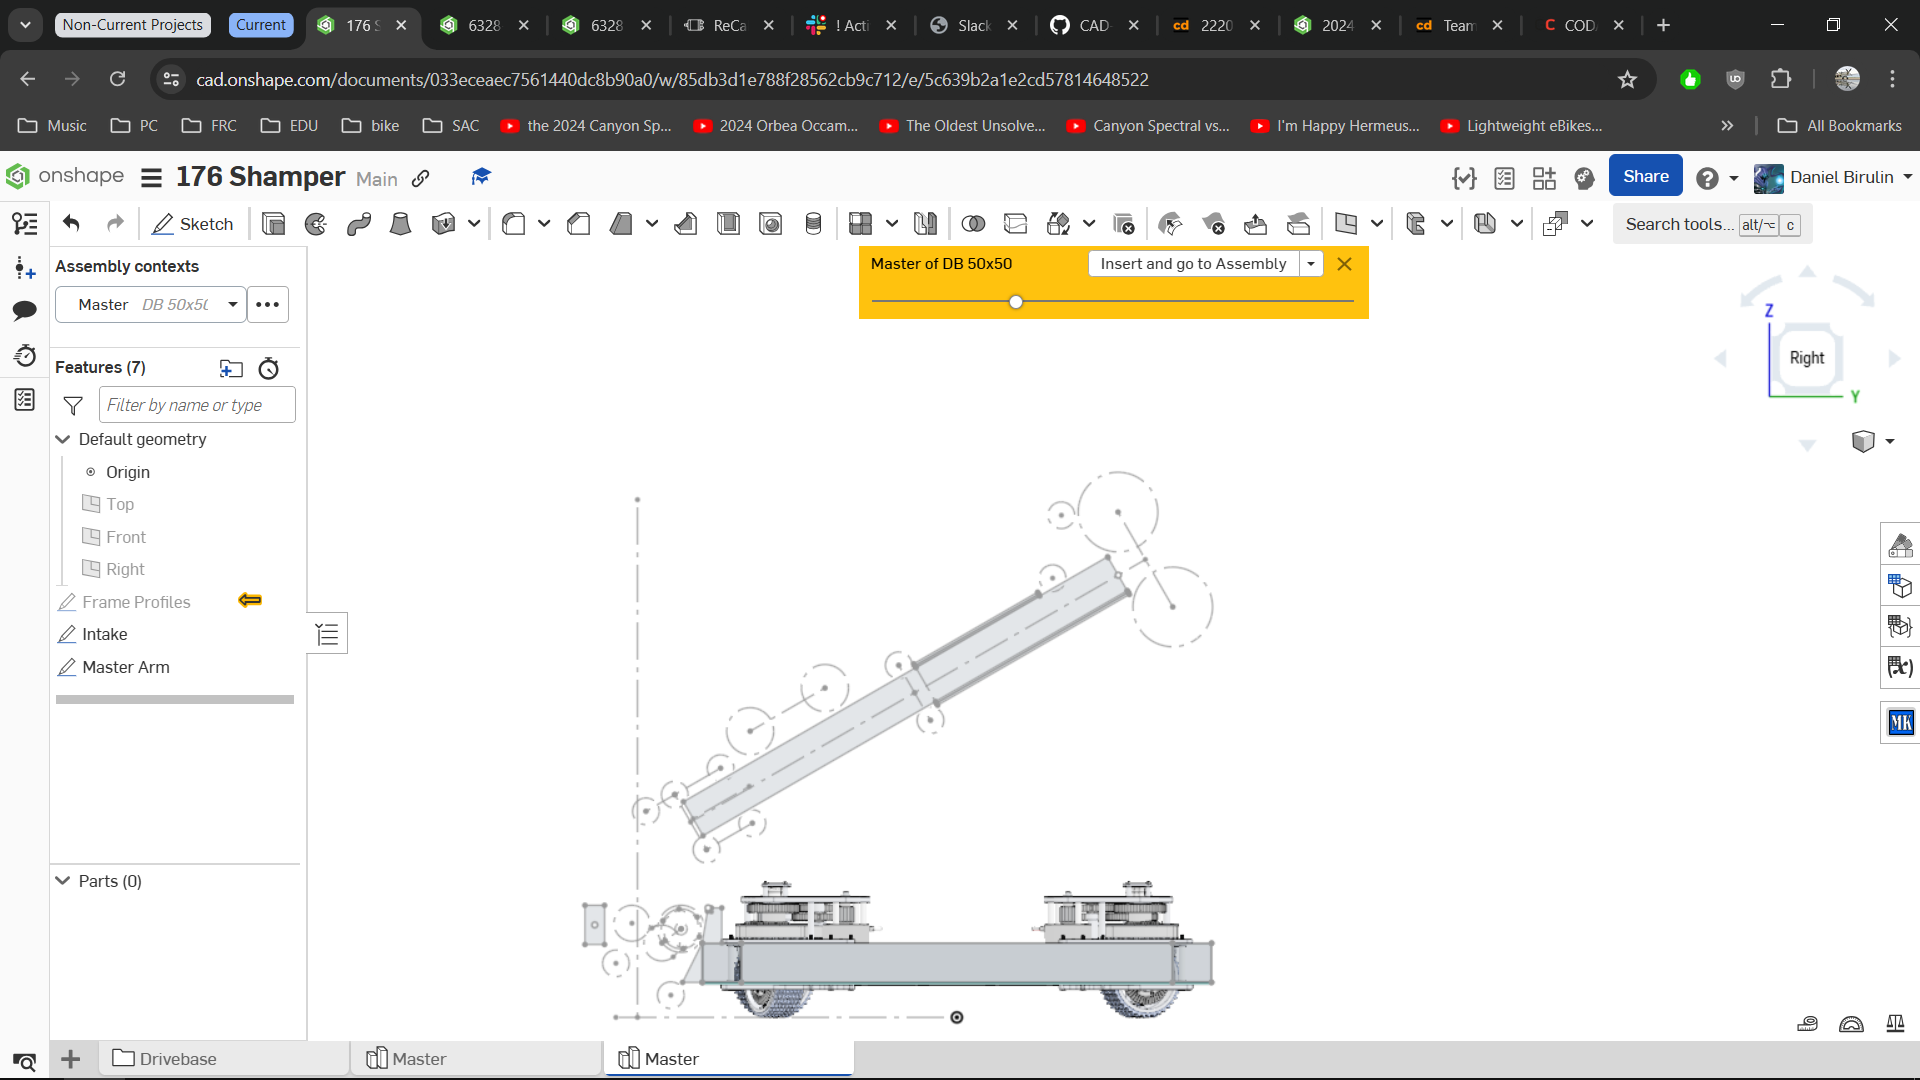 Non-Current Projects
Current
176 S
6328
6328
ReCa
! Acti
Slack
CAD-
cd 2220
2024
cd Team
C COD
cad.onshape.com/documents/033eceaec7561440dc8b90a0/w/85db3d1e788f28562cb9c712/e/5c639b2a1e2cd57814648522
Music
PC
FRC
EDU
bike
SAC
the 2024 Canyon Sp...
2024 Orbea Occam...
The Oldest Unsolve...
Canyon Spectral vs...
I'm Happy Hermeus...
Lightweight eBikes...
All Bookmarks
onshape
176 Shamper
Main
Share
Daniel Birulin
Sketch
Search tools... alt/⌥ c
Assembly contexts
Master DB 50x50
Master of DB 50x50
Insert and go to Assembly
Features (7)
Filter by name or type
Default geometry
Origin
Top
Front
Right
Frame Profiles
Intake
Master Arm
Parts (0)
Z
Right
Y
(x)
MK
Drivebase
Master
Master